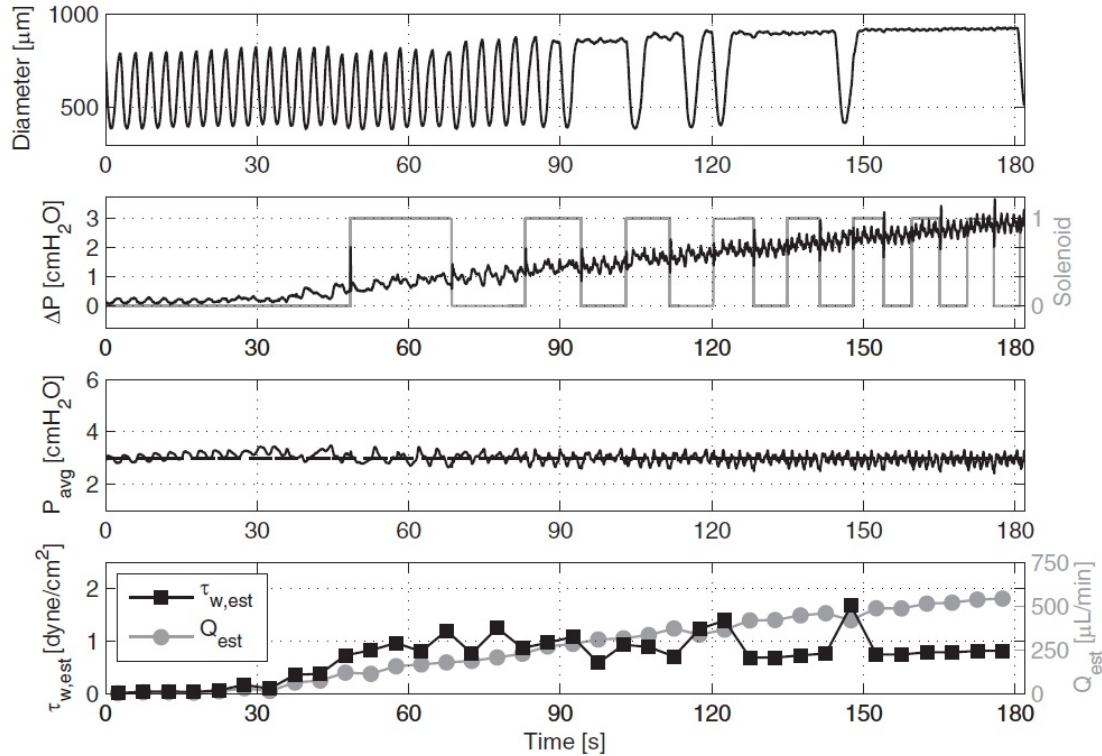 Diameter [μm]
1000
500
0 30 60 90 120 150 180
ΔP [cmH2O]
3
2
1
0
1
0
Solenoid
0 30 60 90 120 150 180
Pavg [cmH2O]
6
4
2
0 30 60 90 120 150 180
τw,est [dyne/cm2]
2
1
0
τw,est
Qest
750
500
250
0
Qest [μL/min]
0 30 60 90 120 150 180
Time [s]